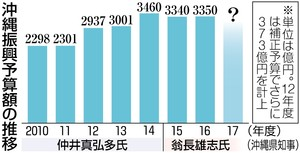 沖縄振興予算額の推移
2298
2301
2937
3001
3460
3340
3350
?
2010 11 12 13 14 15 16 17 (年度)
仲井真弘多氏 翁長雄志氏 (沖縄県知事)
※単位は億円。12年度
は補正予算でさらに
373億円を計上